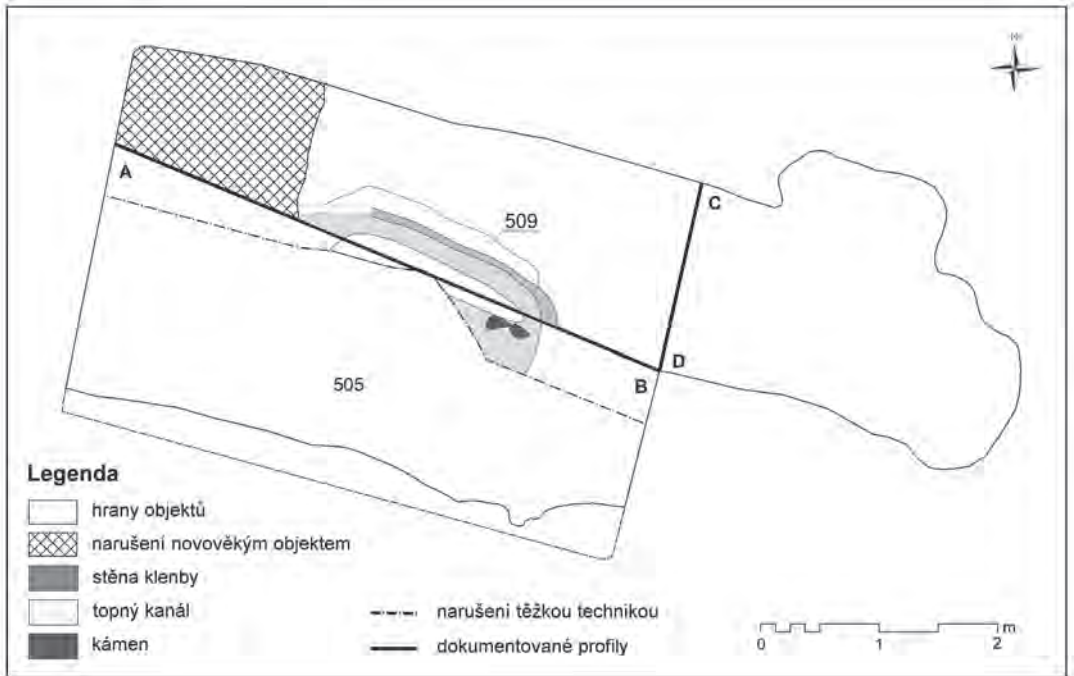 A
C
509
D
B
505
Legenda
hrany objektů
narušení novověkým objektem
stěna klenby
topný kanál
kámen
narušení těžkou technikou
dokumentované profily
0 1 2 m